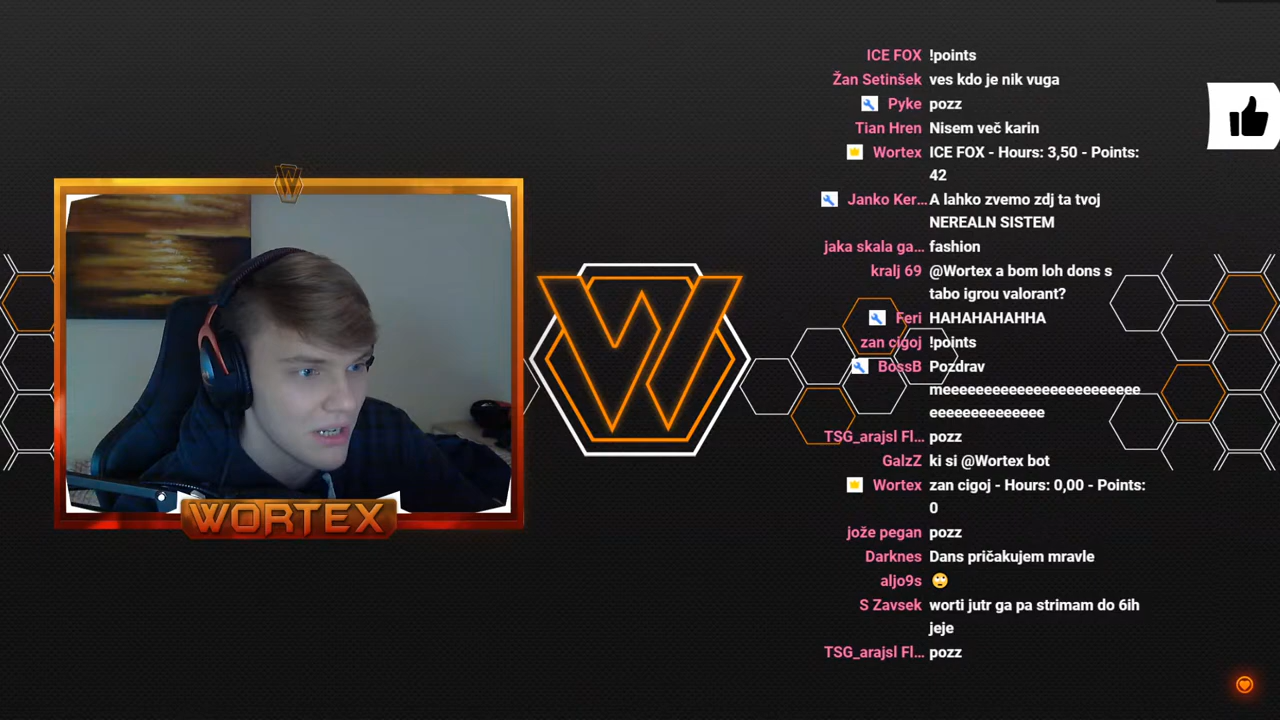 ICE FOX !points
Žan Setinšek ves kdo je nik vuga
Pyke pozz
Tian Hren Nisem več karin
Wortex ICE FOX - Hours: 3,50 - Points:
42
Janko Ker... A lahko zvemo zdj ta tvoj
NEREALN SISTEM
jaka skala ga... fashion
kralj 69 @Wortex a bom loh dons s
tabo igrou valorant?
Feri HAHAHAHAHHA
zan cigoj !points
BossB Pozdrav
meeeeeeeeeeeeeeeeeeeeeeee
eeeeeeeeeeeeee
TSG_arajsl Fl... pozz
GalzZ ki si @Wortex bot
Wortex zan cigoj - Hours: 0,00 - Points:
0
jože pegan pozz
Darknes Dans pričakujem mravle
aljo9s 🙄
S Zavsek worti jutr ga pa strimam do 6ih
jeje
TSG_arajsl Fl... pozz
W
W
WORTEX